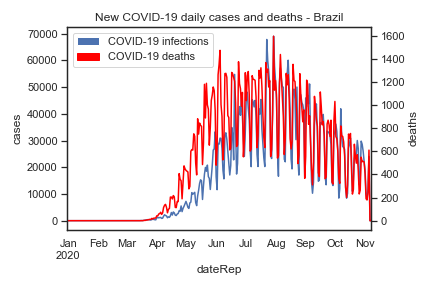 New COVID-19 daily cases and deaths - Brazil
COVID-19 infections
COVID-19 deaths
70000
60000
50000
40000
30000
20000
10000
0
cases
1600
1400
1200
1000
800
600
400
200
0
deaths
Jan Feb Mar Apr May Jun Jul Aug Sep Oct Nov
2020
dateRep